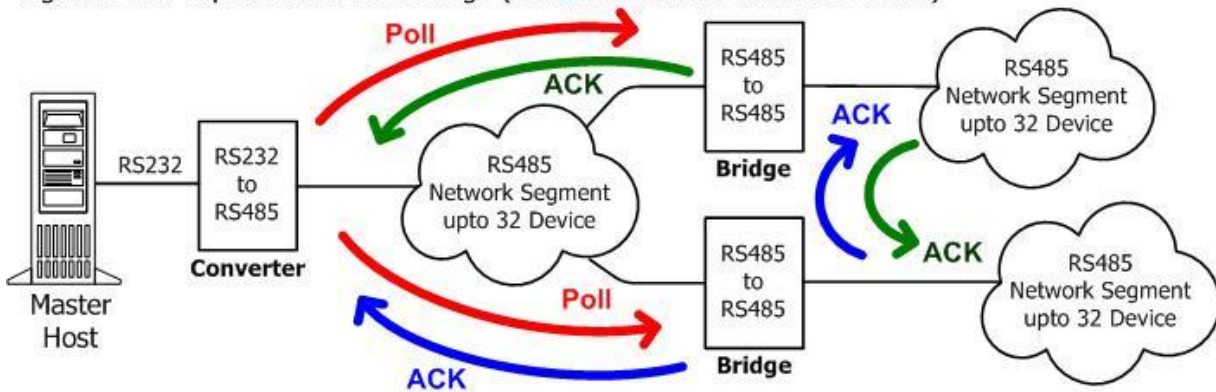 Poll
ACK
RS232
RS232
to
RS485
Converter
Master
Host
RS485
Network Segment
upto 32 Device
RS485
to
RS485
Bridge
RS485
Network Segment
upto 32 Device
ACK
ACK
RS485
to
RS485
Bridge
RS485
Network Segment
upto 32 Device
Poll
ACK